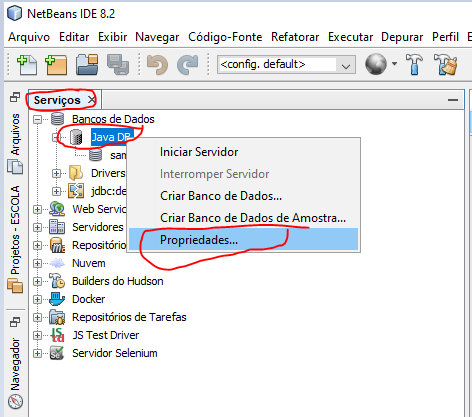 NetBeans IDE 8.2
Arquivo Editar Exibir Navegar Código-Fonte Refatorar Executar Depurar Perfil
<config. default>
Serviços
Bancos de Dados
Java DB
Iniciar Servidor
sam
Interromper Servidor
Drivers
Criar Banco de Dados...
jdbc:de
Criar Banco de Dados de Amostra...
Web Service
Propriedades...
Servidores
Repositório
Nuvem
Builders do Hudson
Docker
Repositórios de Tarefas
JS Test Driver
Servidor Selenium
Arquivos
Projetos - ESCOLA
Navegador